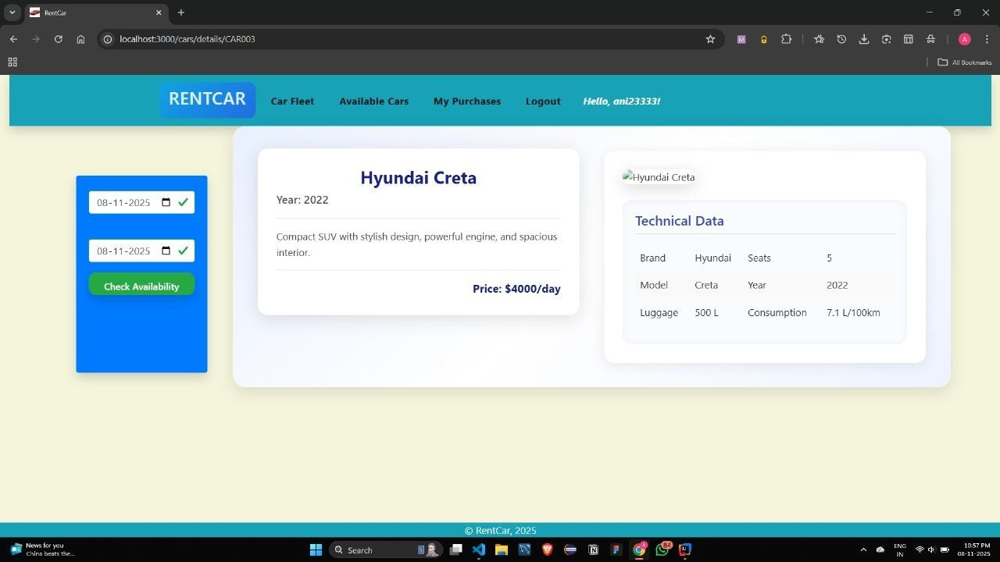 RentCar
localhost:3000/cars/details/CAR003
M
A
All Bookmarks
RENTCAR
Car Fleet
Available Cars
My Purchases
Logout
Hello, ani23333!
08-11-2025
08-11-2025
Check Availability
Hyundai Creta
Year: 2022
Compact SUV with stylish design, powerful engine, and spacious
interior.
Price: $4000/day
Hyundai Creta
Technical Data
Brand Hyundai Seats 5
Model Creta Year 2022
Luggage 500 L Consumption 7.1 L/100km
© RentCar, 2025
News for you
China beats the...
Search
84
ENG
IN
10:57 PM
08-11-2025